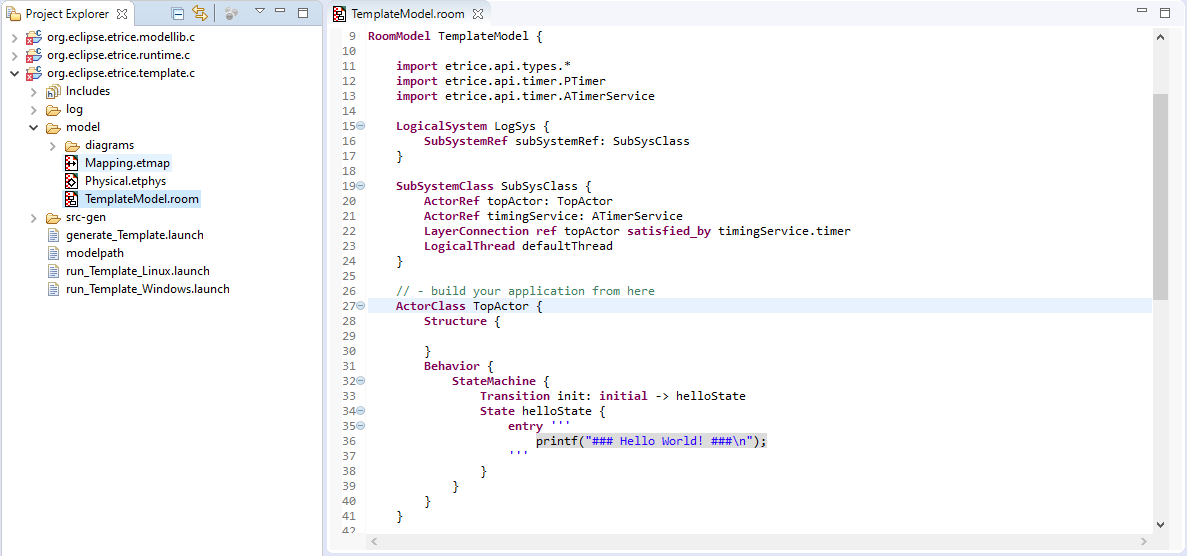 Project Explorer
org.eclipse.etrice.modellib.c
org.eclipse.etrice.runtime.c
org.eclipse.etrice.template.c
Includes
log
model
diagrams
Mapping.etmap
Physical.etphys
TemplateModel.room
src-gen
generate_Template.launch
modelpath
run_Template_Linux.launch
run_Template_Windows.launch
TemplateModel.room
9 RoomModel TemplateModel {
10
11     import etrice.api.types.*
12     import etrice.api.timer.PTimer
13     import etrice.api.timer.ATimerService
14
15     LogicalSystem LogSys {
16         SubSystemRef subSystemRef: SubSysClass
17     }
18
19     SubSystemClass SubSysClass {
20         ActorRef topActor: TopActor
21         ActorRef timingService: ATimerService
22         LayerConnection ref topActor satisfied_by timingService.timer
23         LogicalThread defaultThread
24     }
25
26     // - build your application from here
27     ActorClass TopActor {
28         Structure {
29
30         }
31         Behavior {
32             StateMachine {
33                 Transition init: initial -> helloState
34                 State helloState {
35                     entry '''
36                         printf("### Hello World! ###\n");
37                     '''
38                 }
39             }
40         }
41     }
42